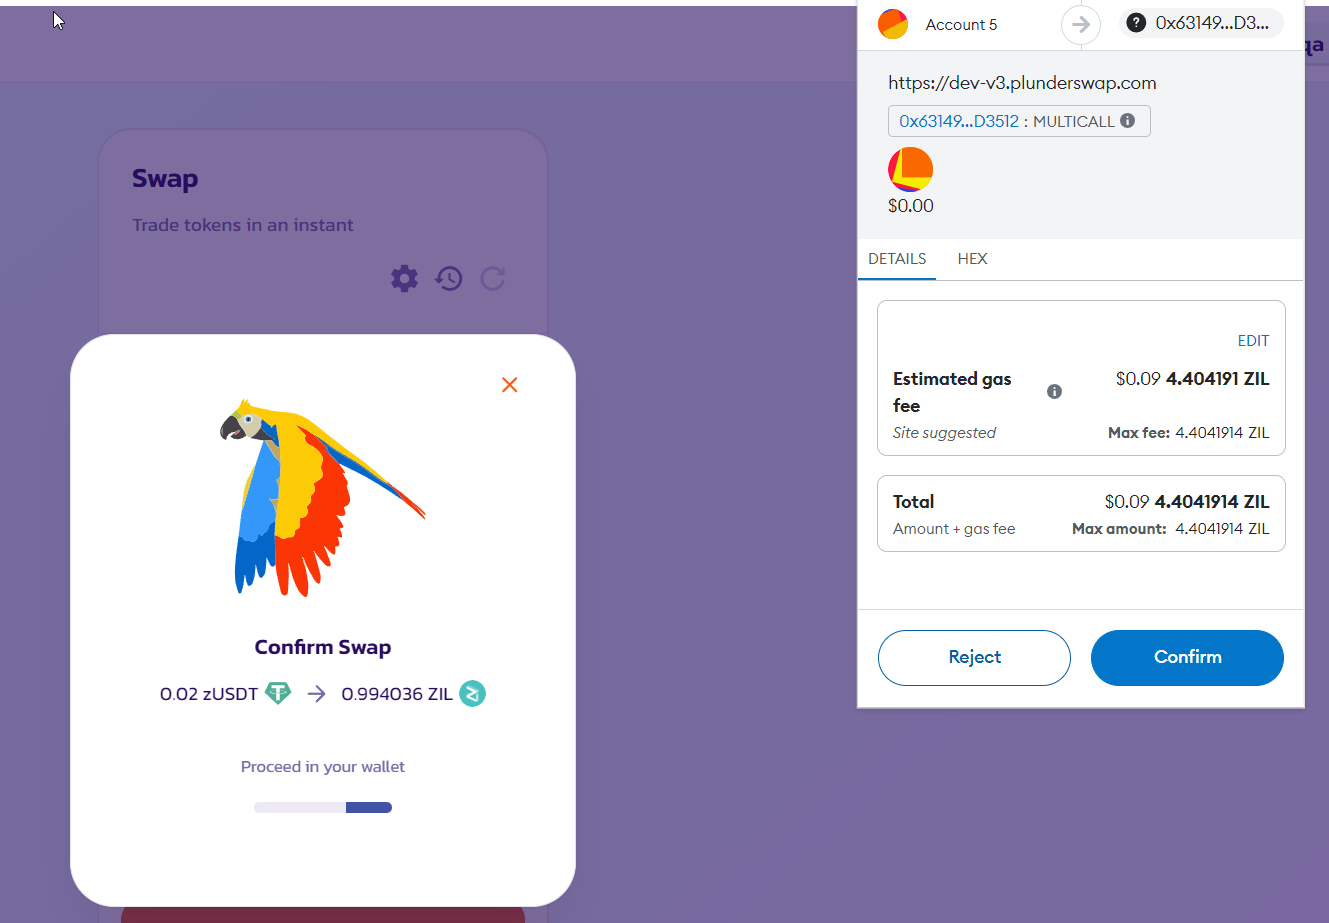 Swap
Trade tokens in an instant
Confirm Swap
0.02 zUSDT → 0.994036 ZIL
Proceed in your wallet
Account 5
0x63149...D3...
qa
https://dev-v3.plunderswap.com
0x63149...D3512 : MULTICALL
$0.00
DETAILS HEX
EDIT
Estimated gas fee $0.09 4.404191 ZIL
Site suggested Max fee: 4.4041914 ZIL
Total $0.09 4.4041914 ZIL
Amount + gas fee Max amount: 4.4041914 ZIL
Reject Confirm